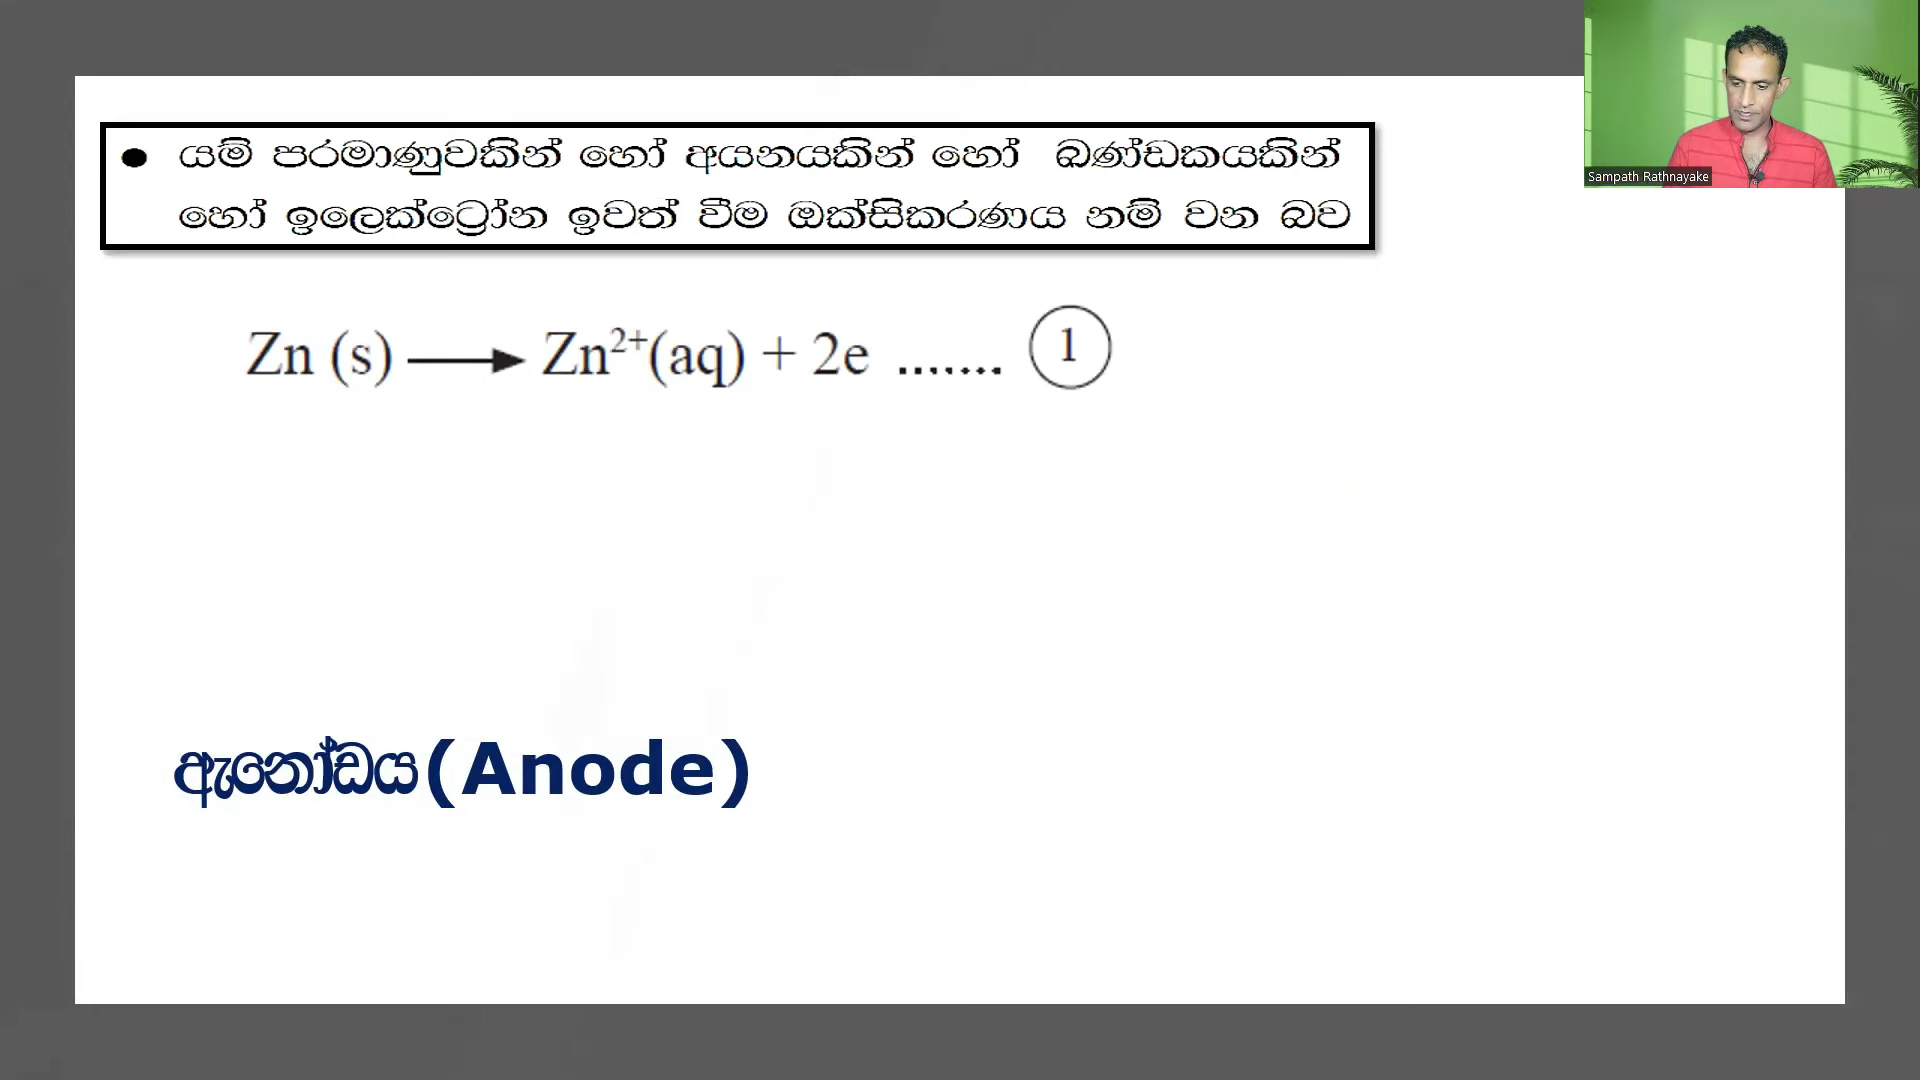 • යම් පරමාණුවකින් හෝ අයනයකින් හෝ ඛණ්ඩකයකින්
හෝ ඉලෙක්ට්‍රෝන ඉවත් වීම ඔක්සිකරණය නම් වන බව
Zn (s) ⟶ Zn²⁺(aq) + 2e ....... ①
ඇනෝඩය(Anode)
Sampath Rathnayake